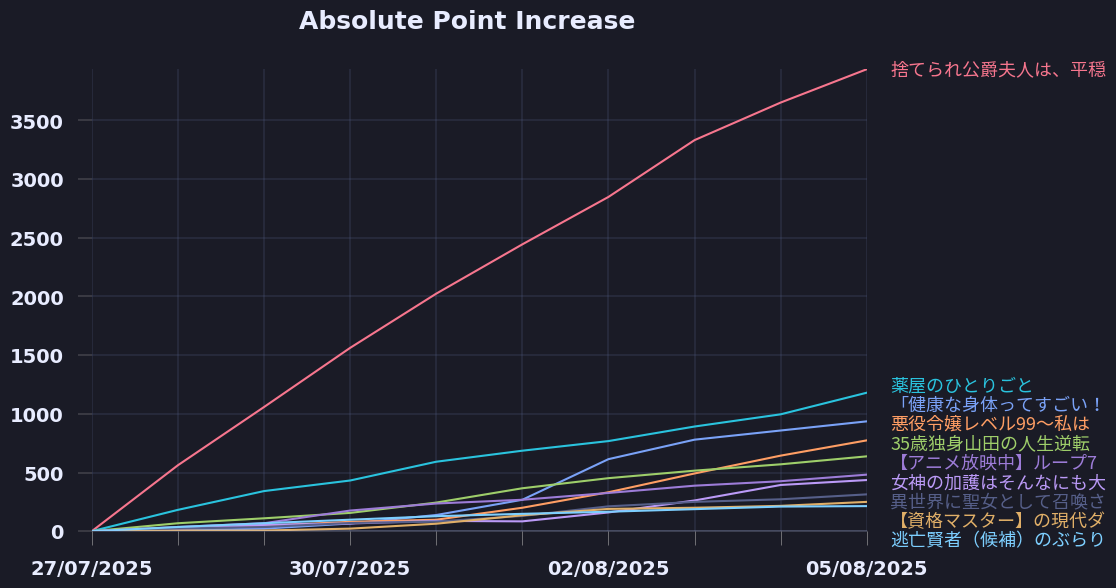 Absolute Point Increase
捨てられ公爵夫人は、平穏
3500
3000
2500
2000
1500
1000
500
0
薬屋のひとりごと
「健康な身体ってすごい！
悪役令嬢レベル99～私は
35歳独身山田の人生逆転
【アニメ放映中】ループ7
女神の加護はそんなにも大
異世界に聖女として召喚さ
【資格マスター】の現代ダ
逃亡賢者（候補）のぶらり
27/07/2025
30/07/2025
02/08/2025
05/08/2025